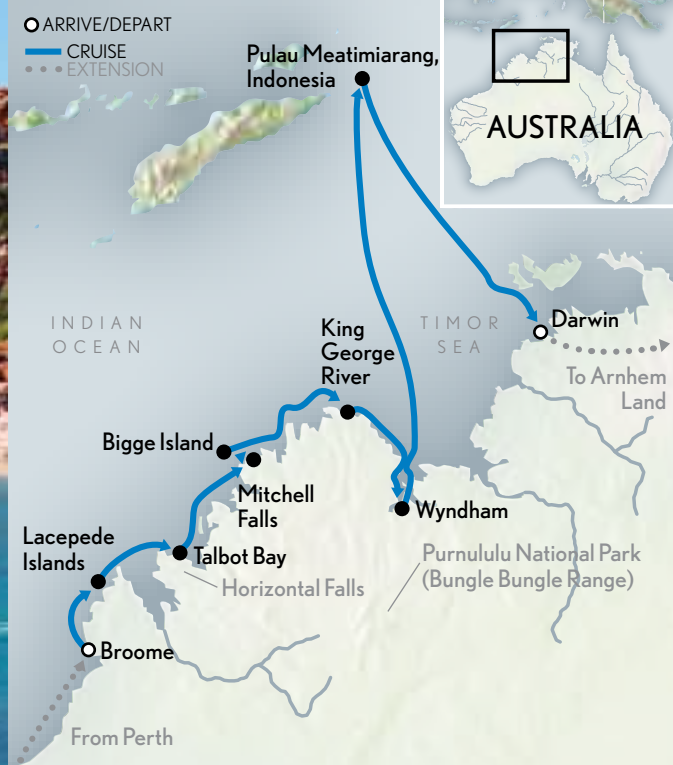 ARRIVE/DEPART
CRUISE
EXTENSION
Pulau Meatimiarang,
Indonesia
AUSTRALIA
INDIAN
OCEAN
TIMOR
SEA
Darwin
To Arnhem
Land
King
George
River
Bigge Island
Mitchell
Falls
Wyndham
Lacepede
Islands
Talbot Bay
Horizontal Falls
Purnululu National Park
(Bungle Bungle Range)
Broome
From Perth